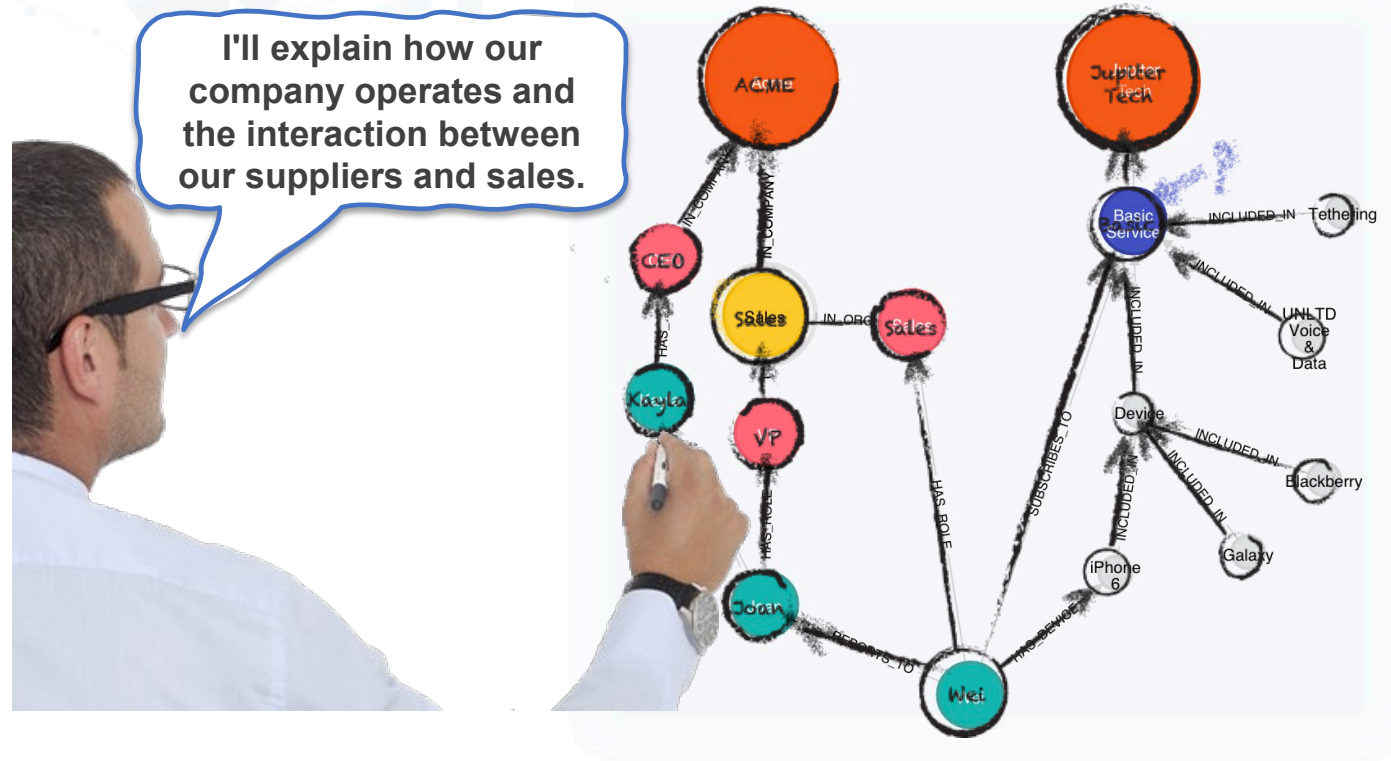 I'll explain how our
company operates and
the interaction between
our suppliers and sales.
ACME
Jupiter
Tech
IN_COMPANY
IN_COMPANY
Basic
Service
INCLUDED_IN
Tethering
CEO
INCLUDED_IN
Sales
IN_ORG
Sales
INCLUDED_IN
UNLTD
Voice
&
Data
HAS_
Kayla
Device
VP
SUBSCRIBES_TO
INCLUDED_IN
Blackberry
HAS_ROLE
HAS_ROLE
INCLUDED_IN
INCLUDED_IN
Galaxy
iPhone
6
Joan
REPORTS_TO
HAS_DEVICE
Wei